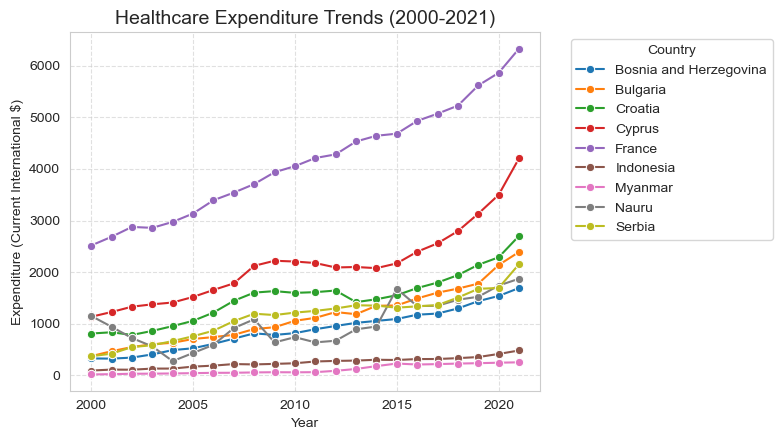 Healthcare Expenditure Trends (2000-2021)
Expenditure (Current International $)
6000
5000
4000
3000
2000
1000
0
2000
2005
2010
2015
2020
Year
Country
Bosnia and Herzegovina
Bulgaria
Croatia
Cyprus
France
Indonesia
Myanmar
Nauru
Serbia